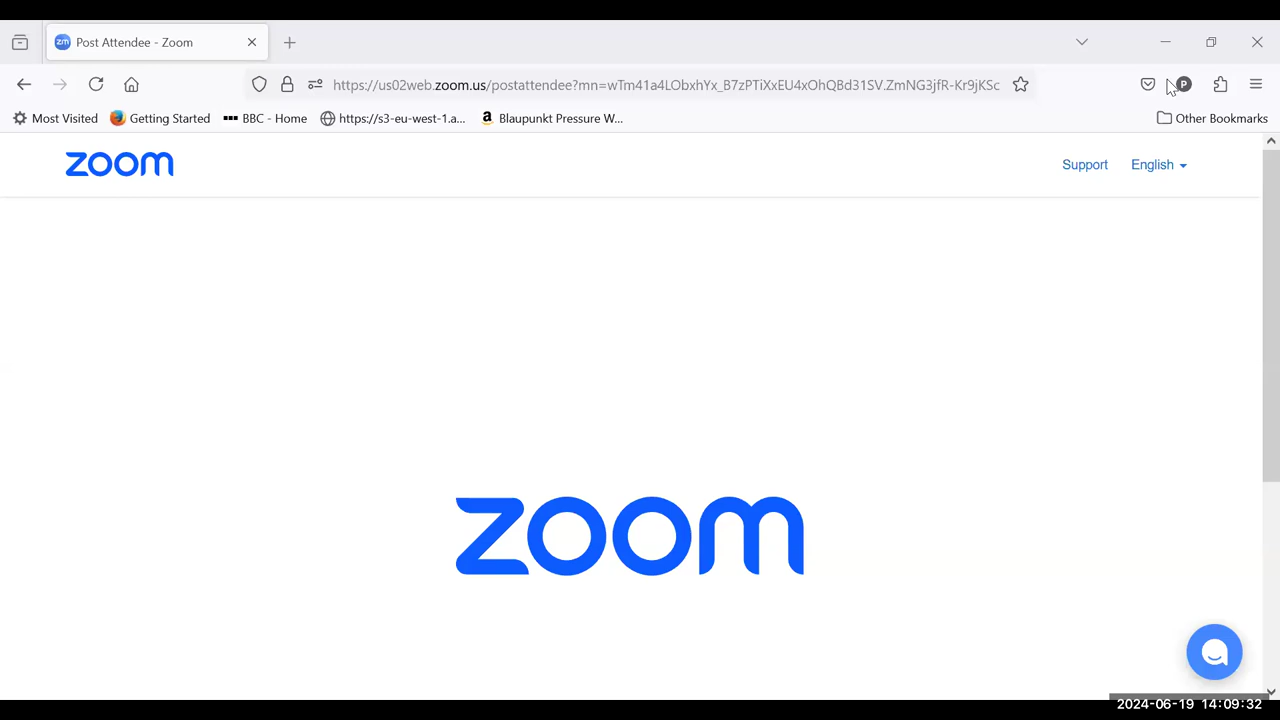 Post Attendee - Zoom
https://us02web.zoom.us/postattendee?mn=wTm41a4LObxhYx_B7zPTiXxEU4xOhQBd31SV.ZmNG3jfR-Kr9jKSc
P
Most Visited Getting Started BBC - Home https://s3-eu-west-1.a... Blaupunkt Pressure W... Other Bookmarks
zoom Support English
zoom
2024-06-19 14:09:32